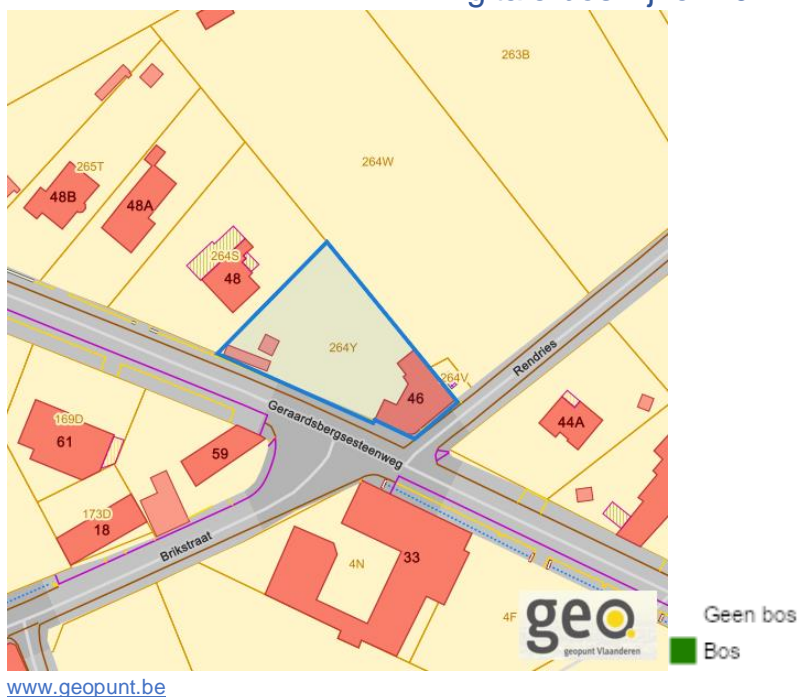 263B
264W
265T
48B
48A
264S
48
264Y
264V
46
Rendries
Geraardsbergsesteenweg
44A
169D
61
59
173D
18
Brikstraat
4N
33
4F
geo
geopunt Vlaanderen
Geen bos
Bos
www.geopunt.be